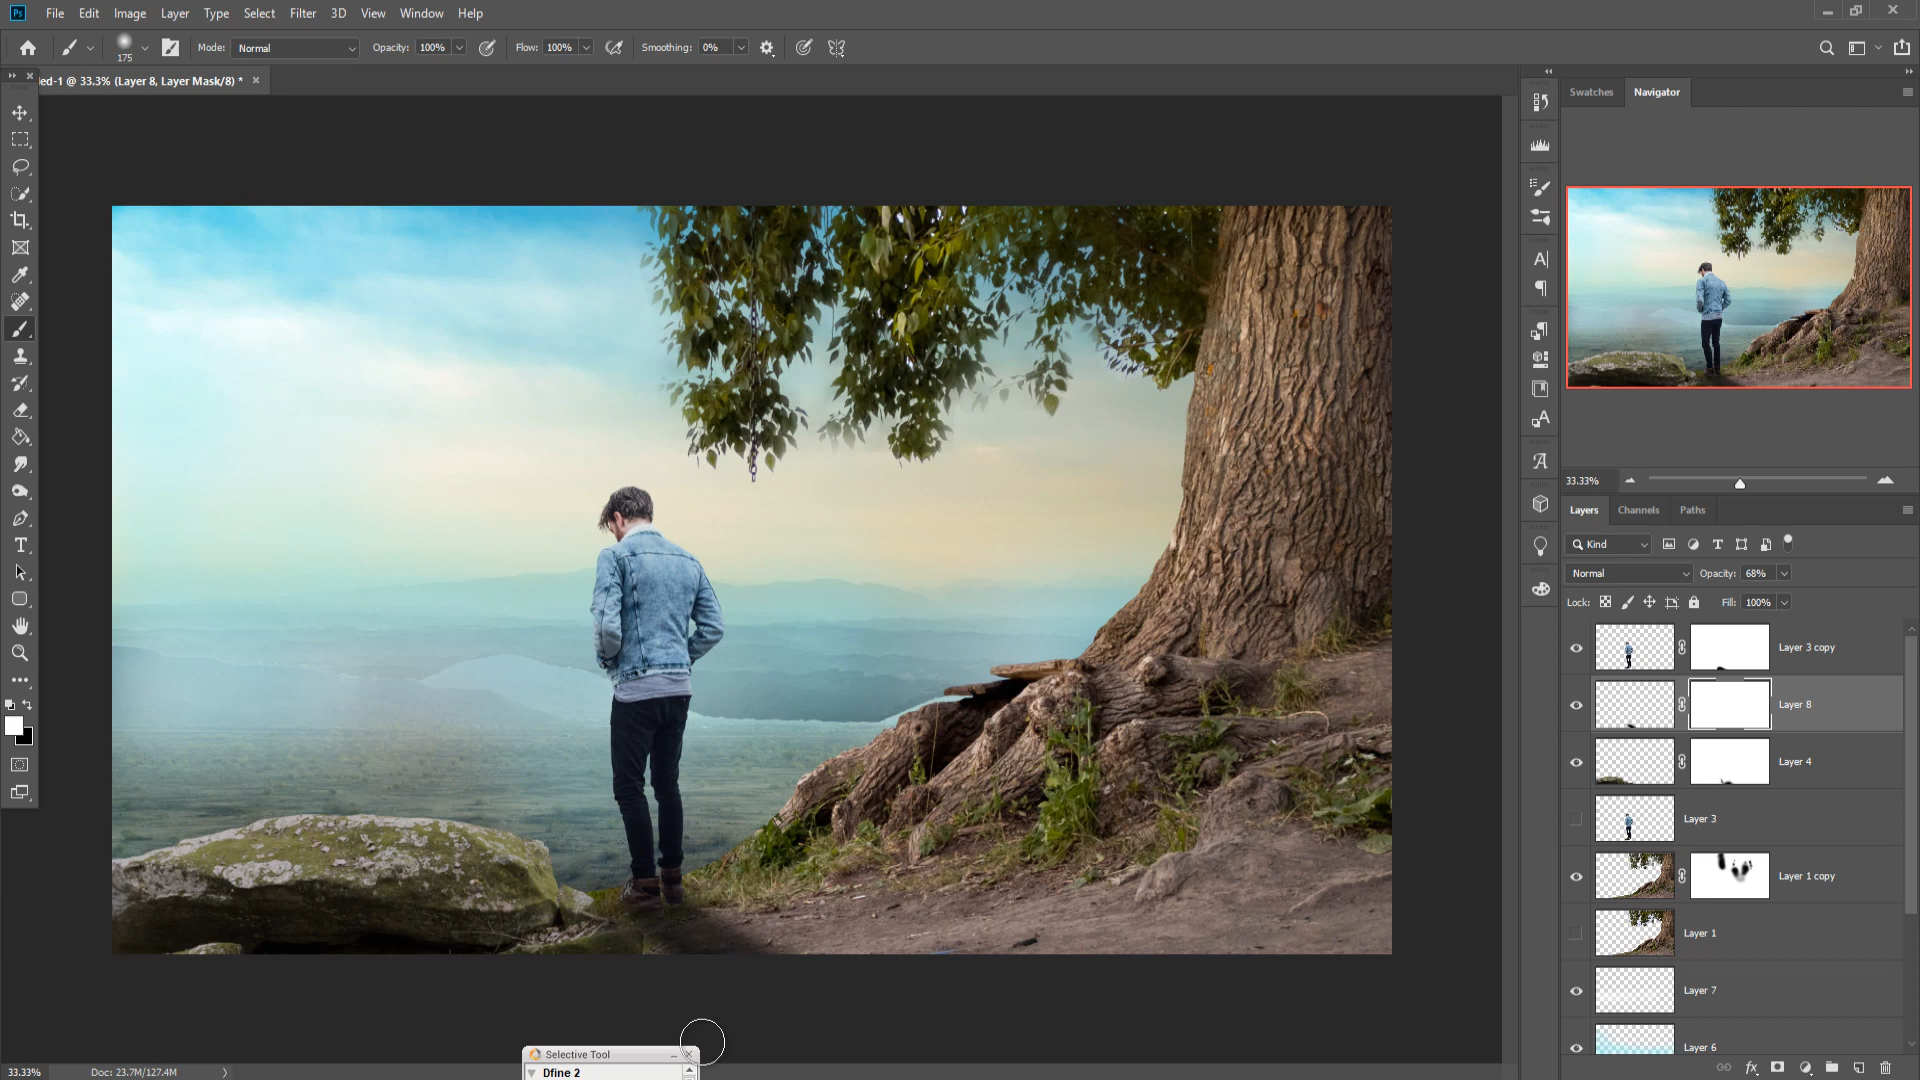 Ps File Edit Image Layer Type Select Filter 3D View Window Help
175 Mode: Normal Opacity: 100% Flow: 100% Smoothing: 0%
ed-1 @ 33.3% (Layer 8, Layer Mask/8) *
Swatches Navigator
33.33%
Layers Channels Paths
Kind
Normal Opacity: 68%
Lock: Fill: 100%
Layer 3 copy
Layer 8
Layer 4
Layer 3
Layer 1 copy
Layer 1
Layer 7
Layer 6
Selective Tool
Dfine 2
33.33% Doc: 23.7M/127.4M